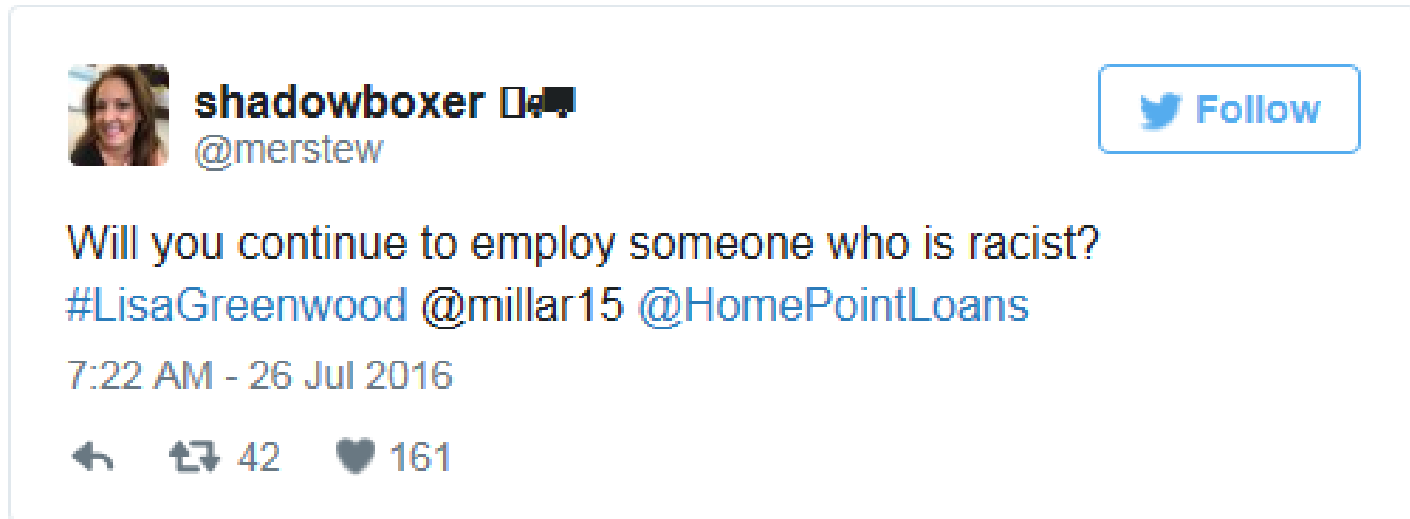 shadowboxer
Follow
@merstew
Will you continue to employ someone who is racist?
#LisaGreenwood @millar15 @HomePointLoans
7:22 AM - 26 Jul 2016
42 161